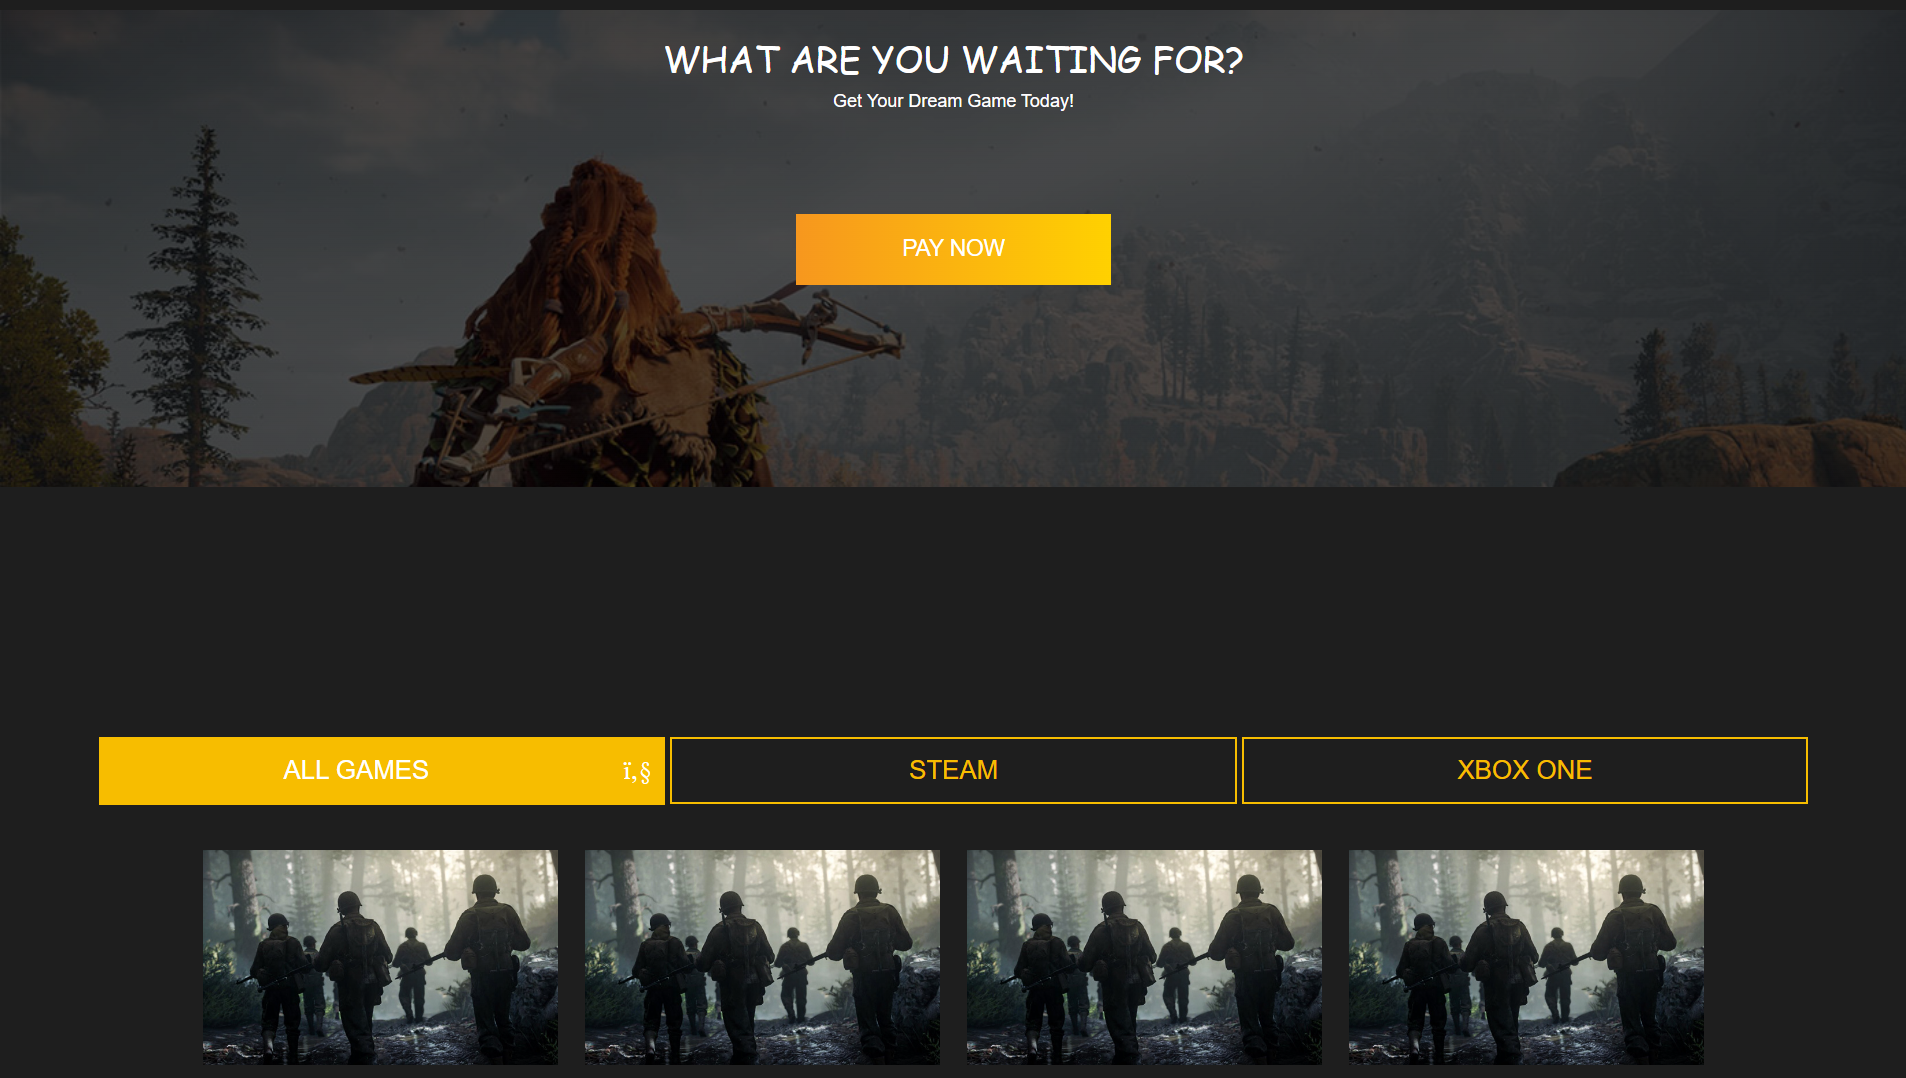 WHAT ARE YOU WAITING FOR?
Get Your Dream Game Today!
PAY NOW
ALL GAMES ï‚§
STEAM
XBOX ONE